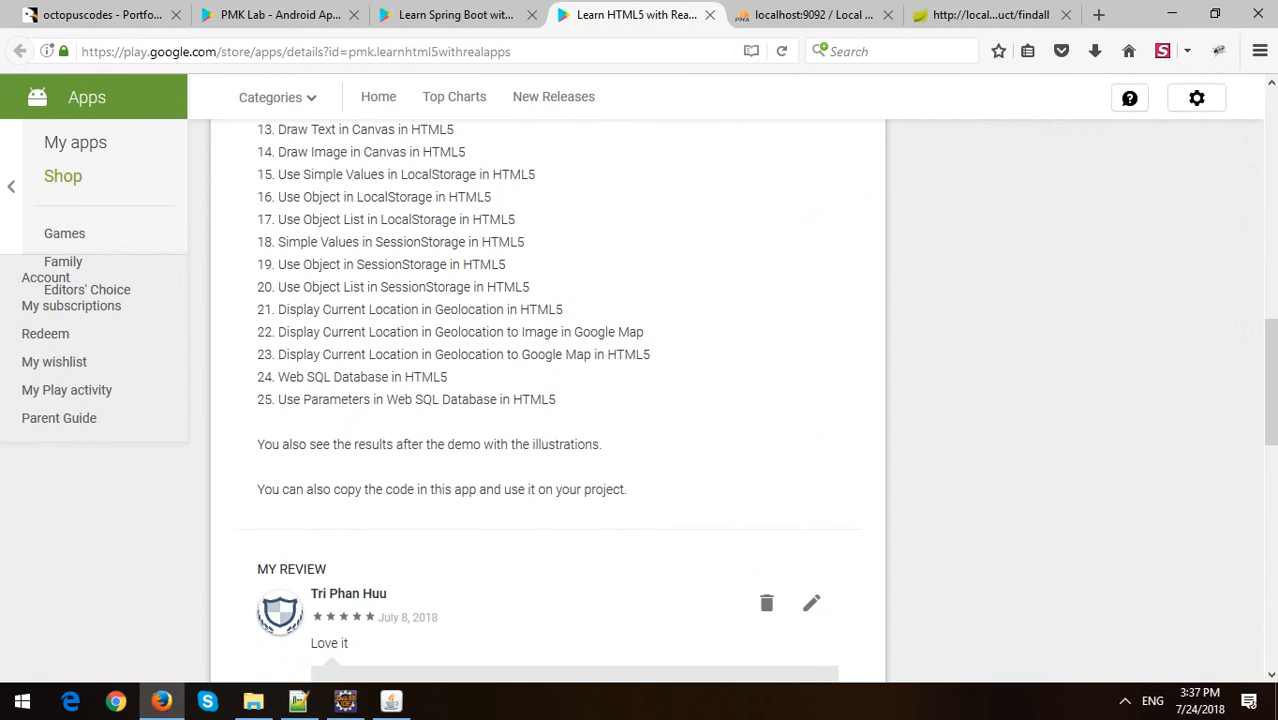 octopuscodes - Portfo...
PMK Lab - Android Ap...
Learn Spring Boot wit...
Learn HTML5 with Rea...
localhost:9092 / Local ...
http://local...uct/findall
https://play.google.com/store/apps/details?id=pmk.learnhtml5withrealapps
Search
Apps
Categories
Home
Top Charts
New Releases
My apps
Shop
Games
Family
Account
Editors' Choice
My subscriptions
Redeem
My wishlist
My Play activity
Parent Guide
13. Draw Text in Canvas in HTML5
14. Draw Image in Canvas in HTML5
15. Use Simple Values in LocalStorage in HTML5
16. Use Object in LocalStorage in HTML5
17. Use Object List in LocalStorage in HTML5
18. Simple Values in SessionStorage in HTML5
19. Use Object in SessionStorage in HTML5
20. Use Object List in SessionStorage in HTML5
21. Display Current Location in Geolocation in HTML5
22. Display Current Location in Geolocation to Image in Google Map
23. Display Current Location in Geolocation to Google Map in HTML5
24. Web SQL Database in HTML5
25. Use Parameters in Web SQL Database in HTML5
You also see the results after the demo with the illustrations.
You can also copy the code in this app and use it on your project.
MY REVIEW
Tri Phan Huu
July 8, 2018
Love it
ENG
3:37 PM
7/24/2018